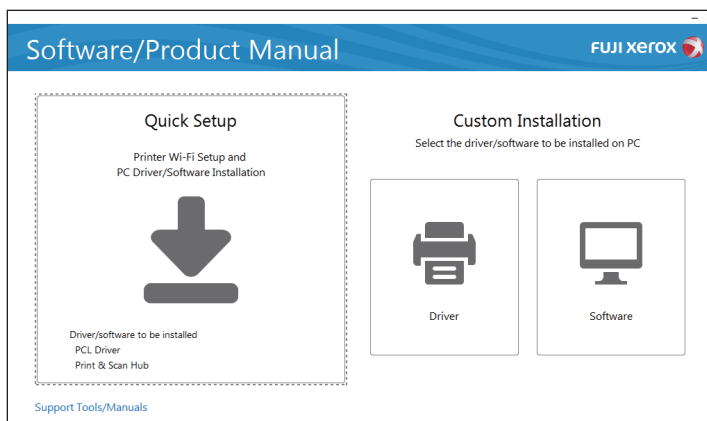 Software/Product Manual
FUJI xerox
Quick Setup
Printer Wi-Fi Setup and
PC Driver/Software Installation
Driver/software to be installed
PCL Driver
Print & Scan Hub
Custom Installation
Select the driver/software to be installed on PC
Driver
Software
Support Tools/Manuals